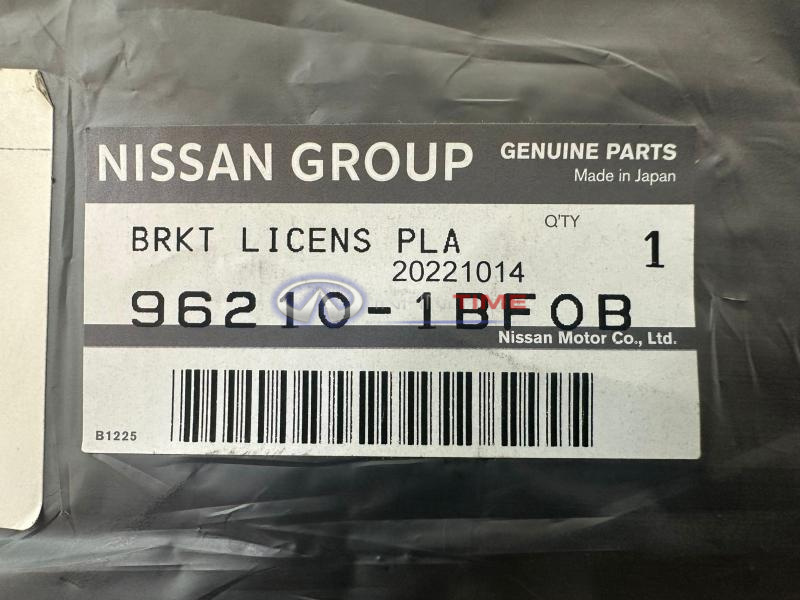 NISSAN GROUP
GENUINE PARTS
Made in Japan
BRKT LICENS PLA
Q'TY
1
20221014
96210-1BF0B
TIME
Nissan Motor Co., Ltd.
B1225